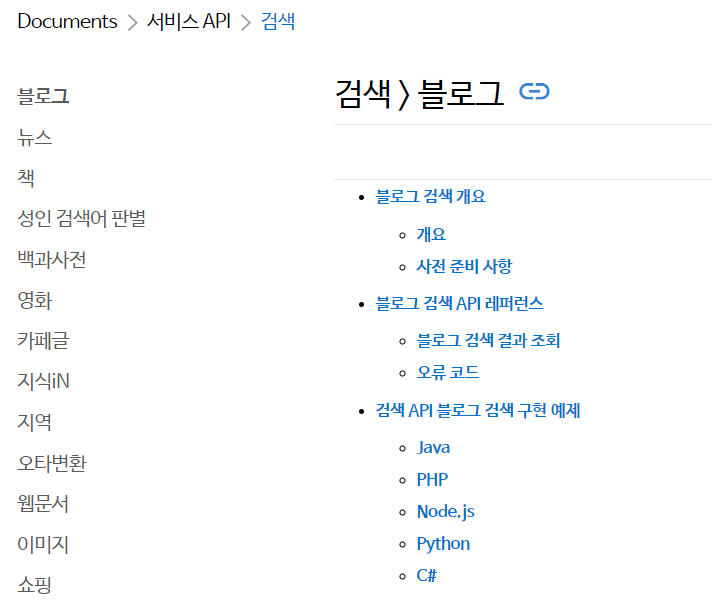 Documents > 서비스 API > 검색
블로그
뉴스
책
성인 검색어 판별
백과사전
영화
카페글
지식iN
지역
오타변환
웹문서
이미지
쇼핑
검색 〉 블로그
블로그 검색 개요
개요
사전 준비 사항
블로그 검색 API 레퍼런스
블로그 검색 결과 조회
오류 코드
검색 API 블로그 검색 구현 예제
Java
PHP
Node.js
Python
C#